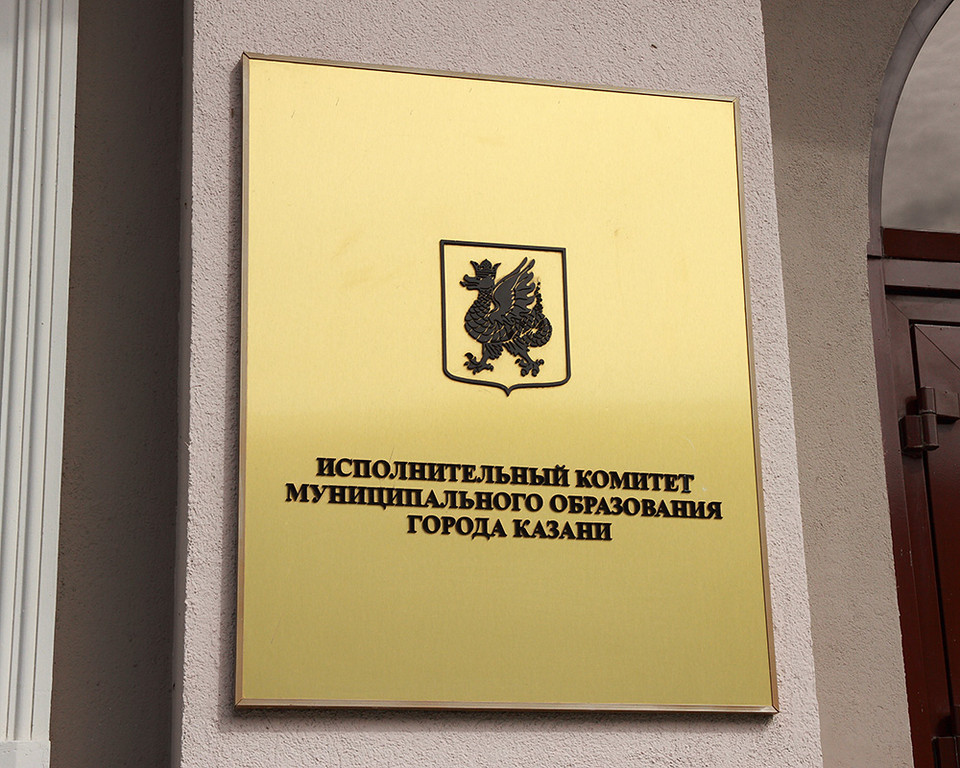 ИСПОЛНИТЕЛЬНЫЙ КОМИТЕТ
МУНИЦИПАЛЬНОГО ОБРАЗОВАНИЯ
ГОРОДА КАЗАНИ